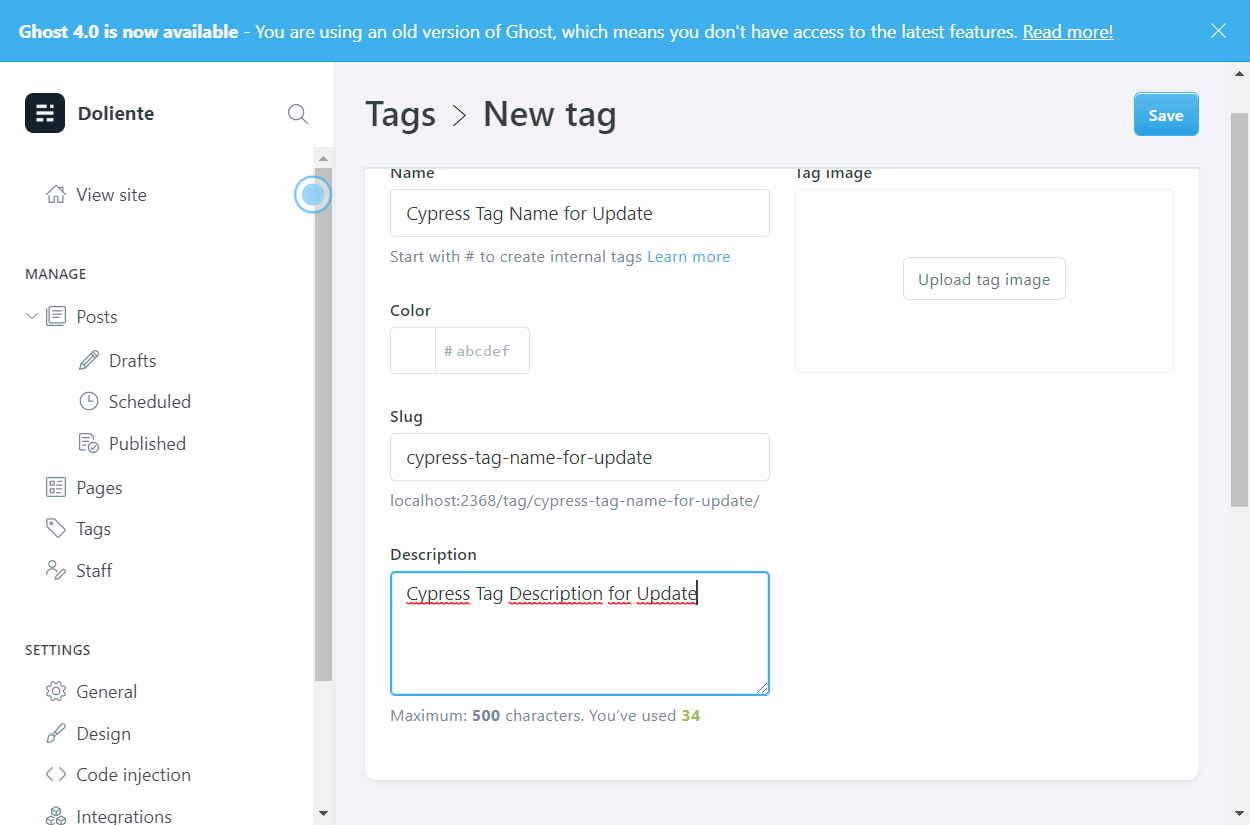 Ghost 4.0 is now available - You are using an old version of Ghost, which means you don't have access to the latest features. Read more!
Doliente
View site
MANAGE
Posts
Drafts
Scheduled
Published
Pages
Tags
Staff
SETTINGS
General
Design
Code injection
Integrations
Tags > New tag
Save
Name
Cypress Tag Name for Update
Start with # to create internal tags Learn more
Color
# abcdef
Slug
cypress-tag-name-for-update
localhost:2368/tag/cypress-tag-name-for-update/
Description
Cypress Tag Description for Update
Maximum: 500 characters. You've used 34
Tag image
Upload tag image